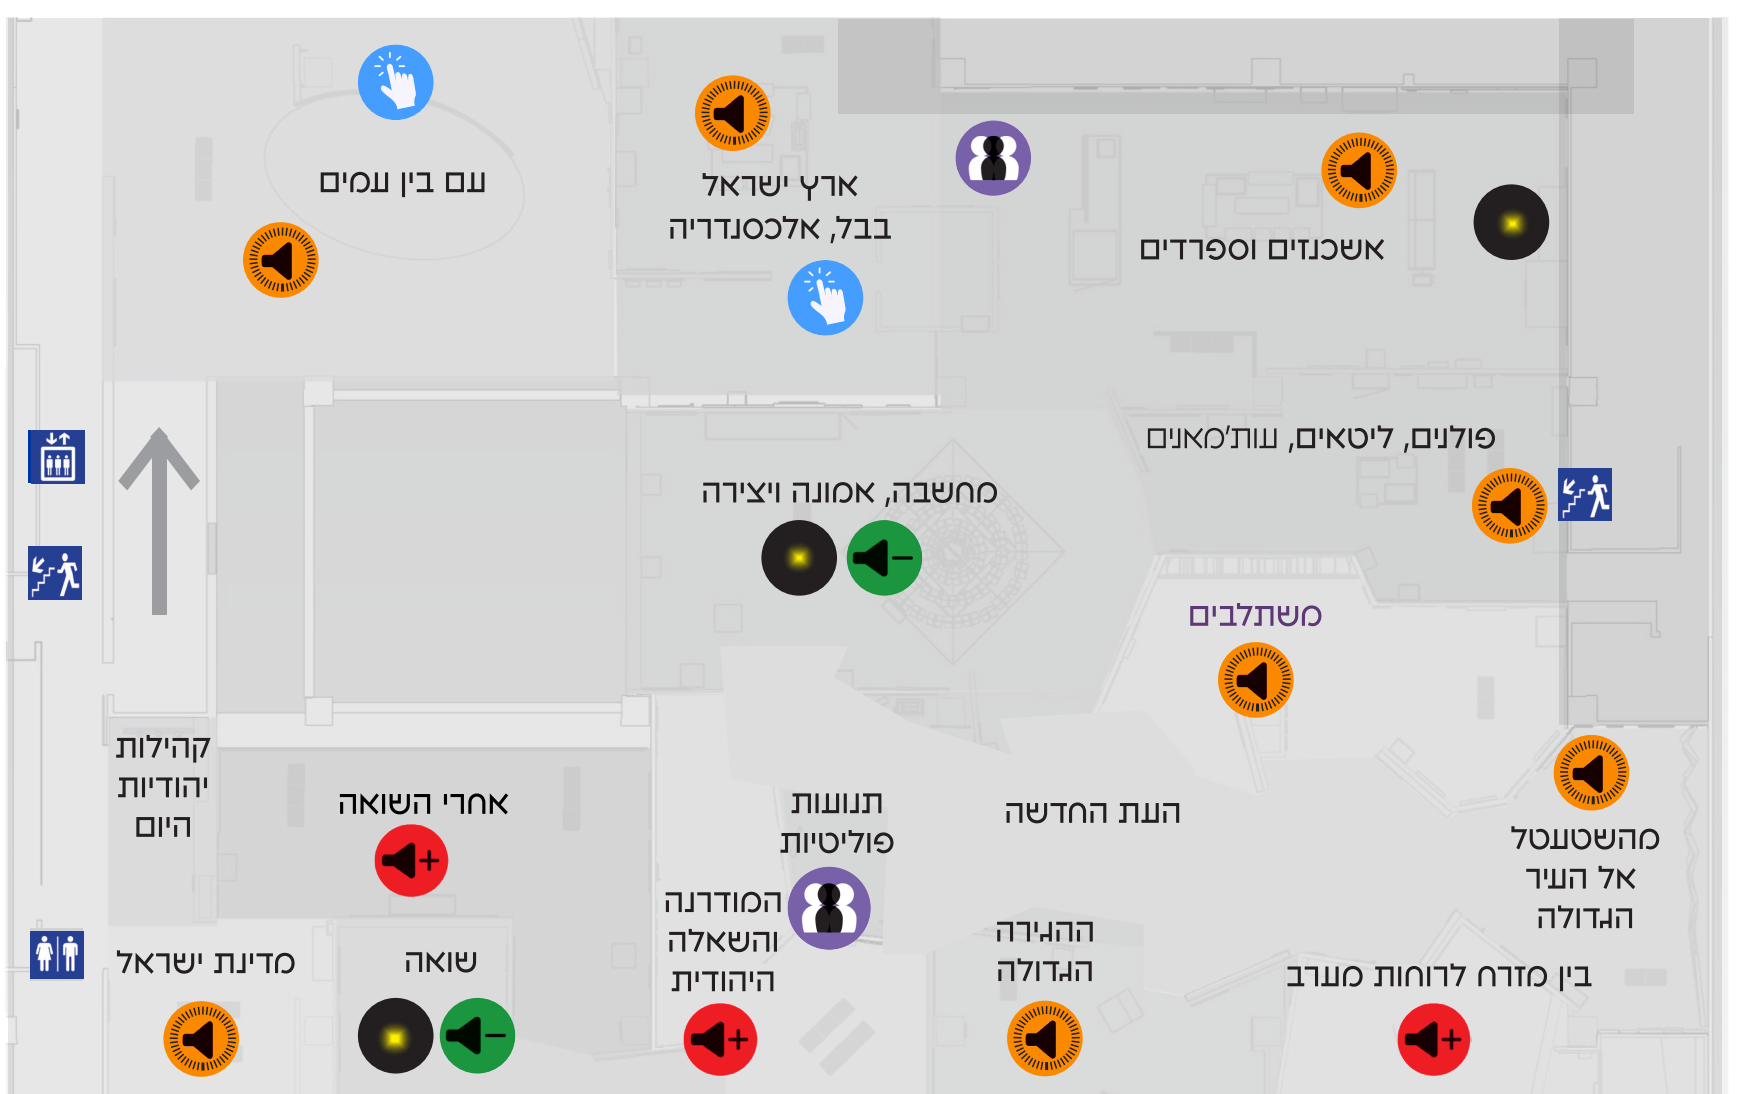 עם בין עמים
ארץ ישראל
בבל, אלכסנדריה
אשכנזים וספרדים
פולנים, ליטאים, עות'מאנים
מחשבה, אמונה ויצירה
משתלבים
קהילות
יהודיות
היום
אחרי השואה
תנועות
פוליטיות
העת החדשה
מהשטעטל
אל העיר
הגדולה
המודרנה
והשאלה
היהודית
ההגירה
הגדולה
בין מזרח לרוחות מערב
שואה
מדינת ישראל